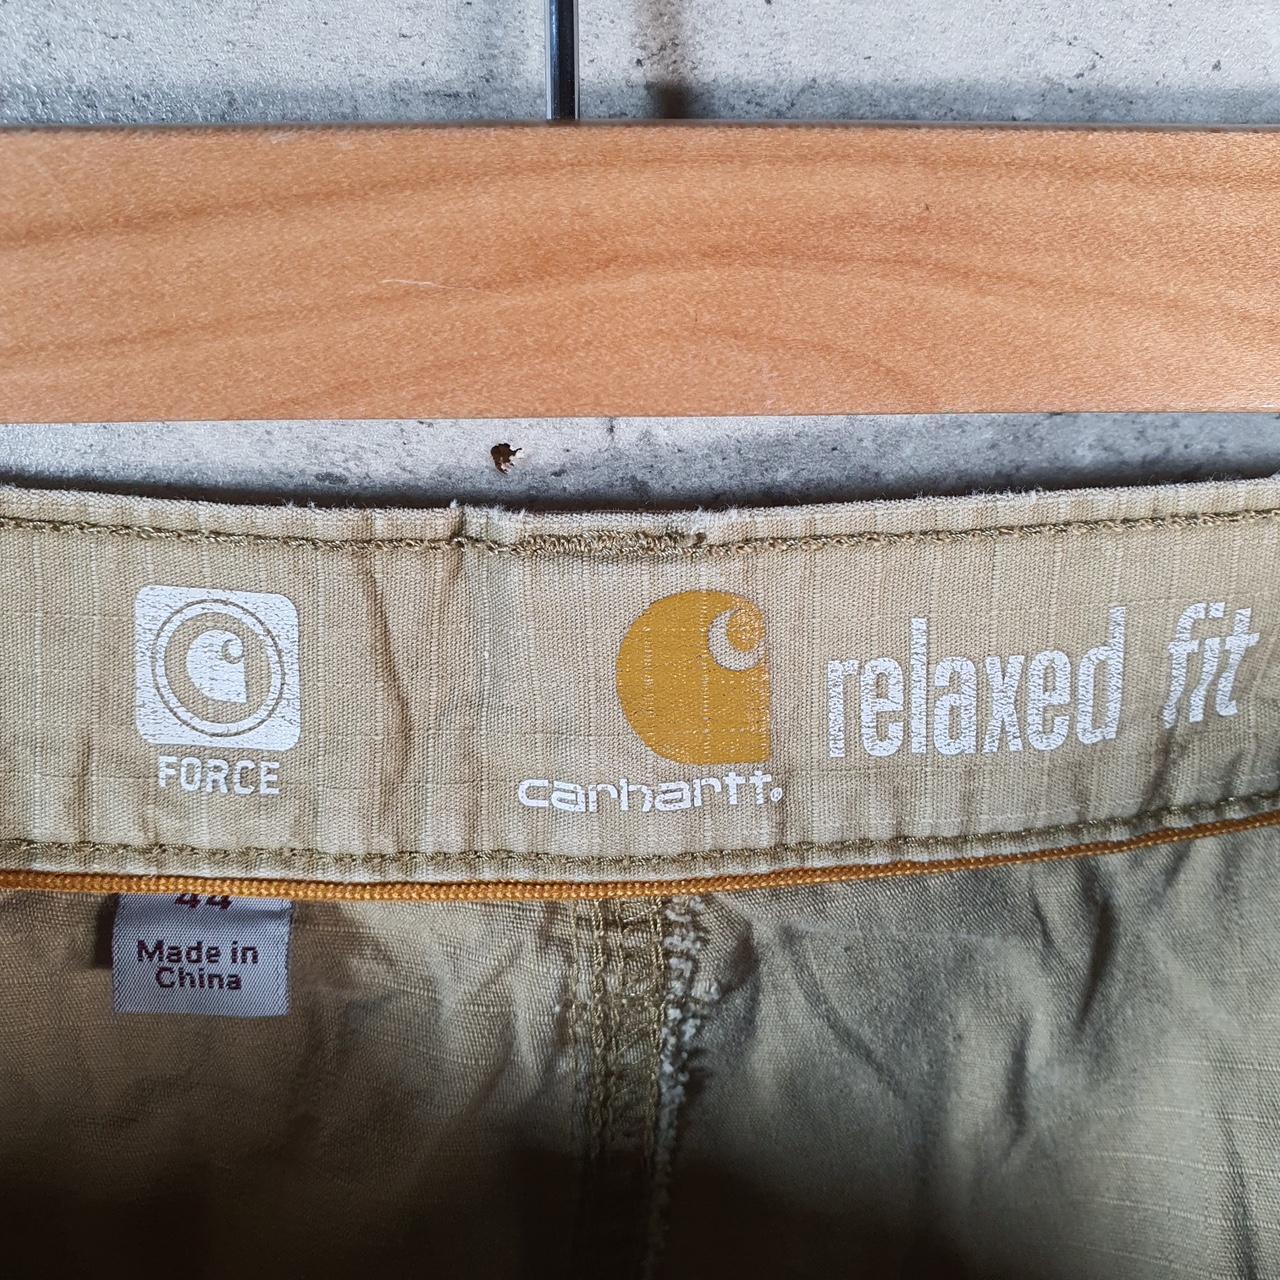 FORCE
carhartt®
relaxed fit
44
Made in
China